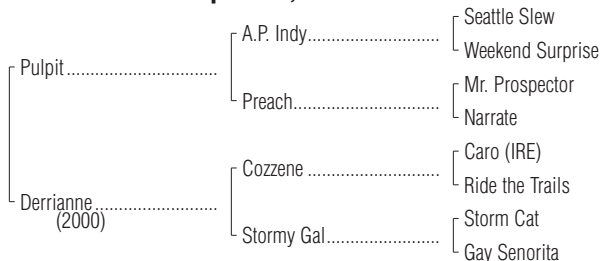 Seattle Slew
A.P. Indy
Weekend Surprise
Pulpit
Mr. Prospector
Preach
Narrate
Caro (IRE)
Cozzene
Ride the Trails
Derrianne
(2000)
Storm Cat
Stormy Gal
Gay Senorita